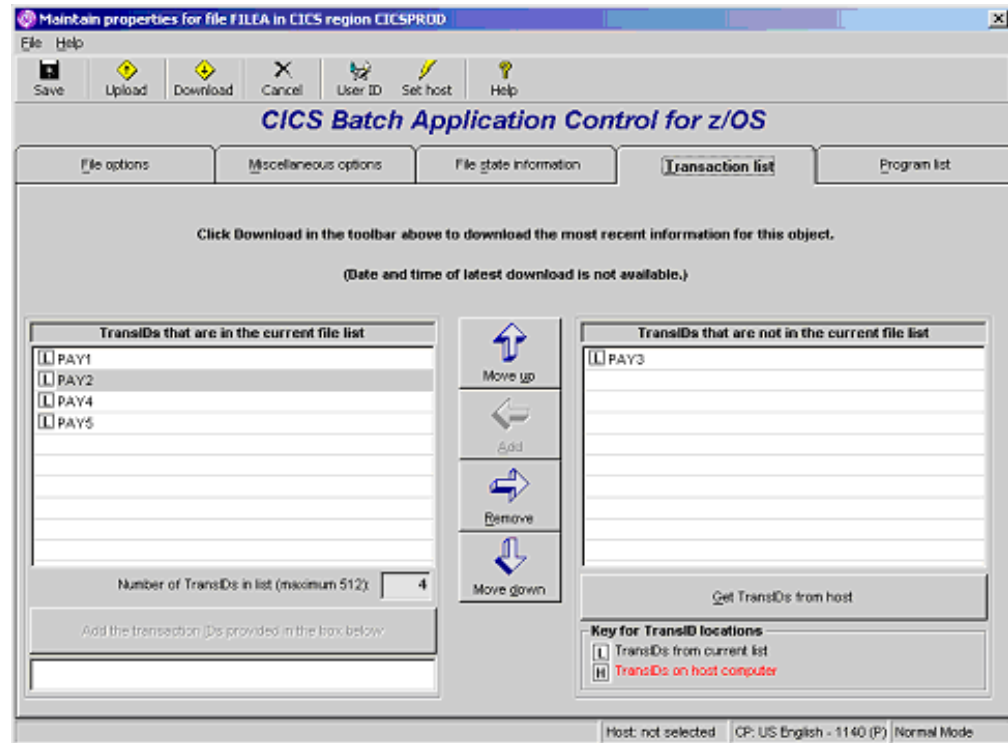 Maintain properties for file FILEA in CICS region CICSPROD
File Help
Save Upload Download Cancel User ID Set host Help
CICS Batch Application Control for z/OS
File options Miscellaneous options File state information Transaction list Program list
Click Download in the toolbar above to download the most recent information for this object.
(Date and time of latest download is not available.)
TransIDs that are in the current file list
PAY1
PAY2
PAY4
PAY5
Number of TransIDs in list (maximum 512): 4
Add the transaction IDs provided in the box below
Move up
Add
Remove
Move down
TransIDs that are not in the current file list
PAY3
Get TransIDs from host
Key for TransID locations
L TransIDs from current list
H TransIDs on host computer
Host: not selected CP: US English - 1140 (P) Normal Mode